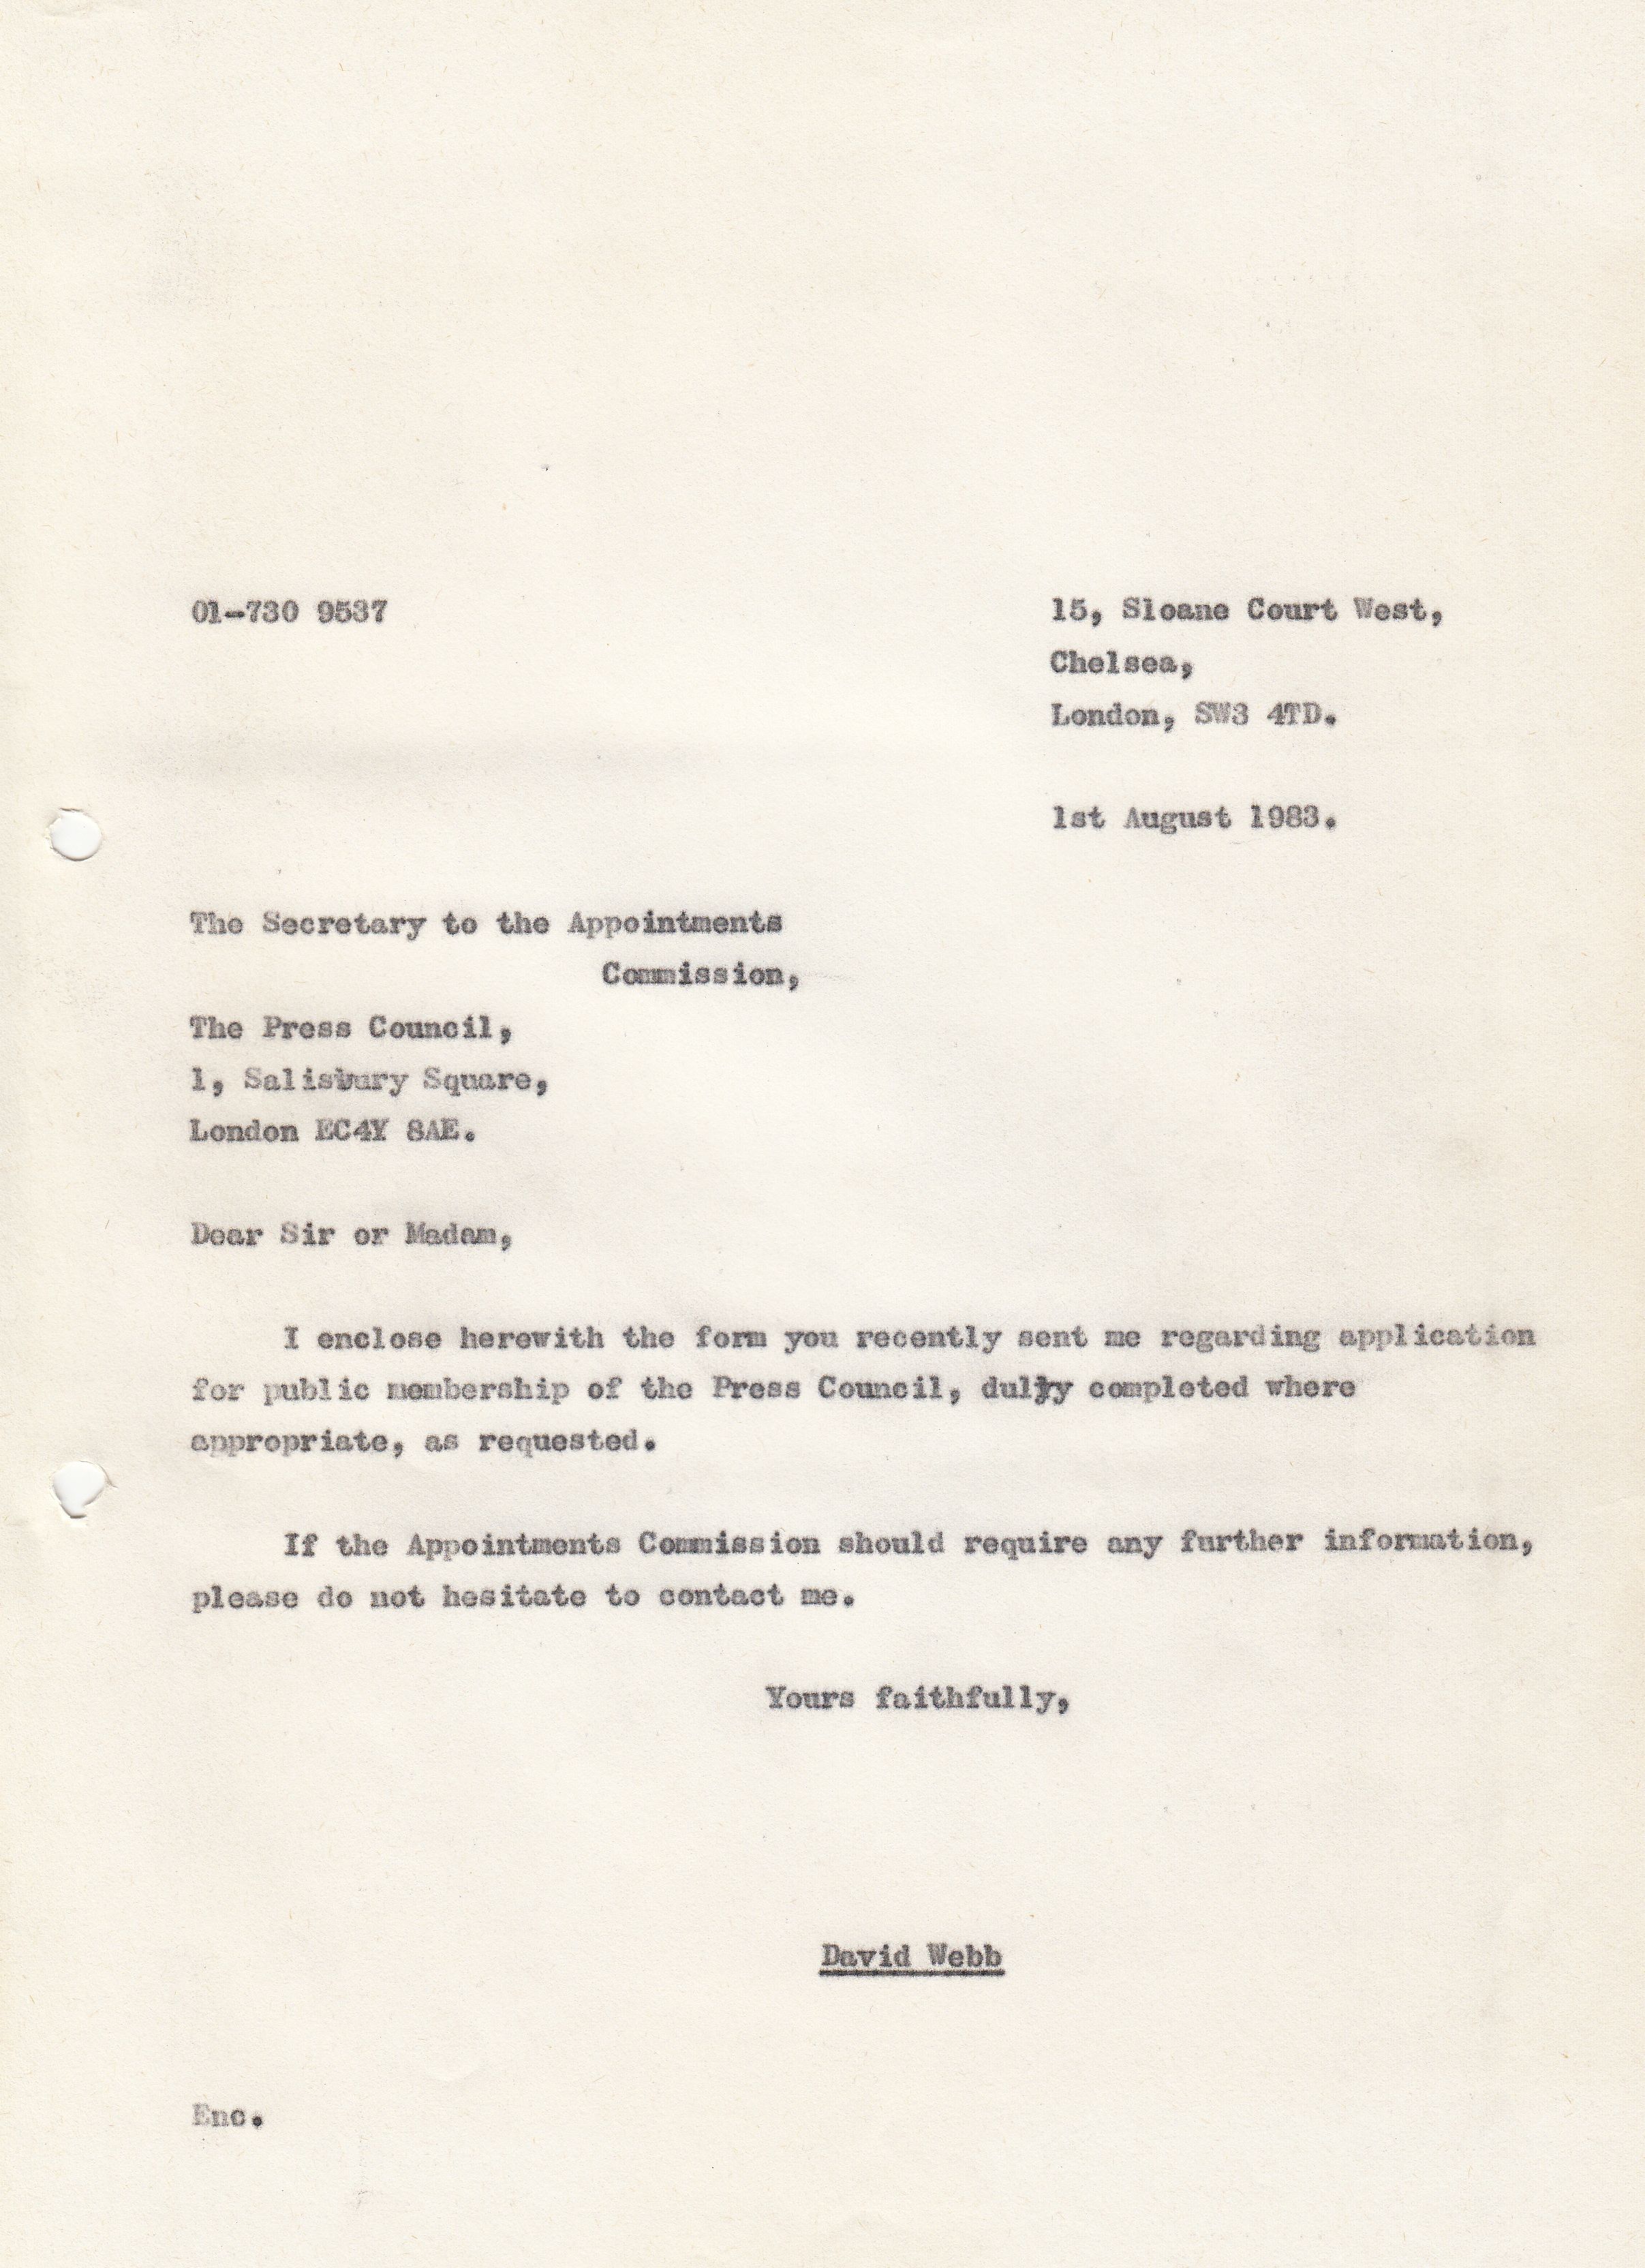 01-730 9537
15, Sloane Court West,
Chelsea,
London, SW3 4TD.
1st August 1983.
The Secretary to the Appointments
Commission,
The Press Council,
1, Salisbury Square,
London EC4Y 8AE.
Dear Sir or Madam,
I enclose herewith the form you recently sent me regarding application
for public membership of the Press Council, duly completed where
appropriate, as requested.
If the Appointments Commission should require any further information,
please do not hesitate to contact me.
Yours faithfully,
David Webb
Enc.